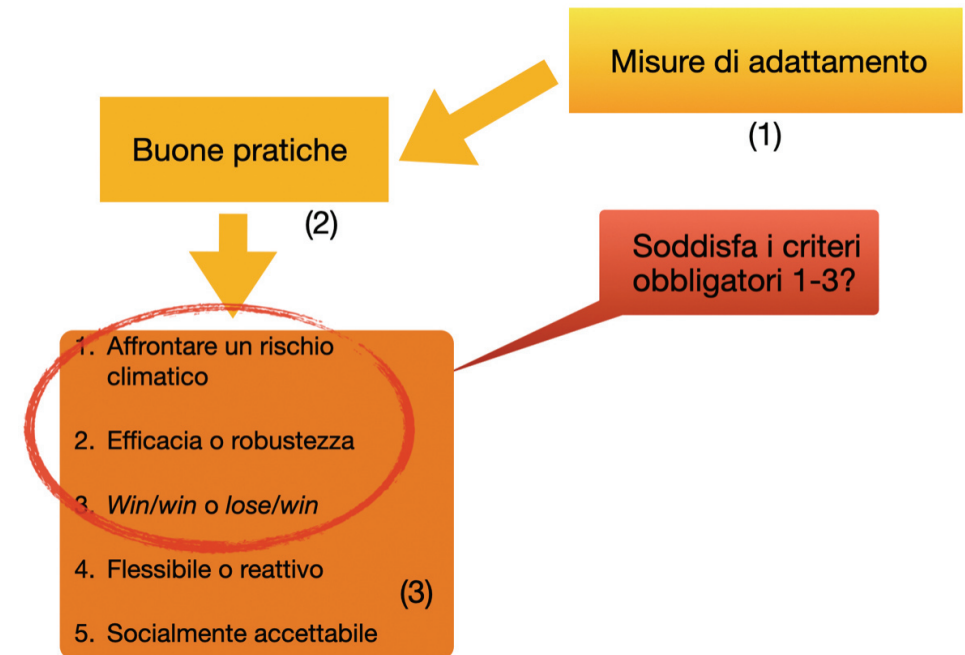 Misure di adattamento
(1)
Buone pratiche
(2)
Soddisfa i criteri
obbligatori 1-3?
1. Affrontare un rischio
climatico
2. Efficacia o robustezza
3. Win/win o lose/win
4. Flessibile o reattivo
(3)
5. Socialmente accettabile